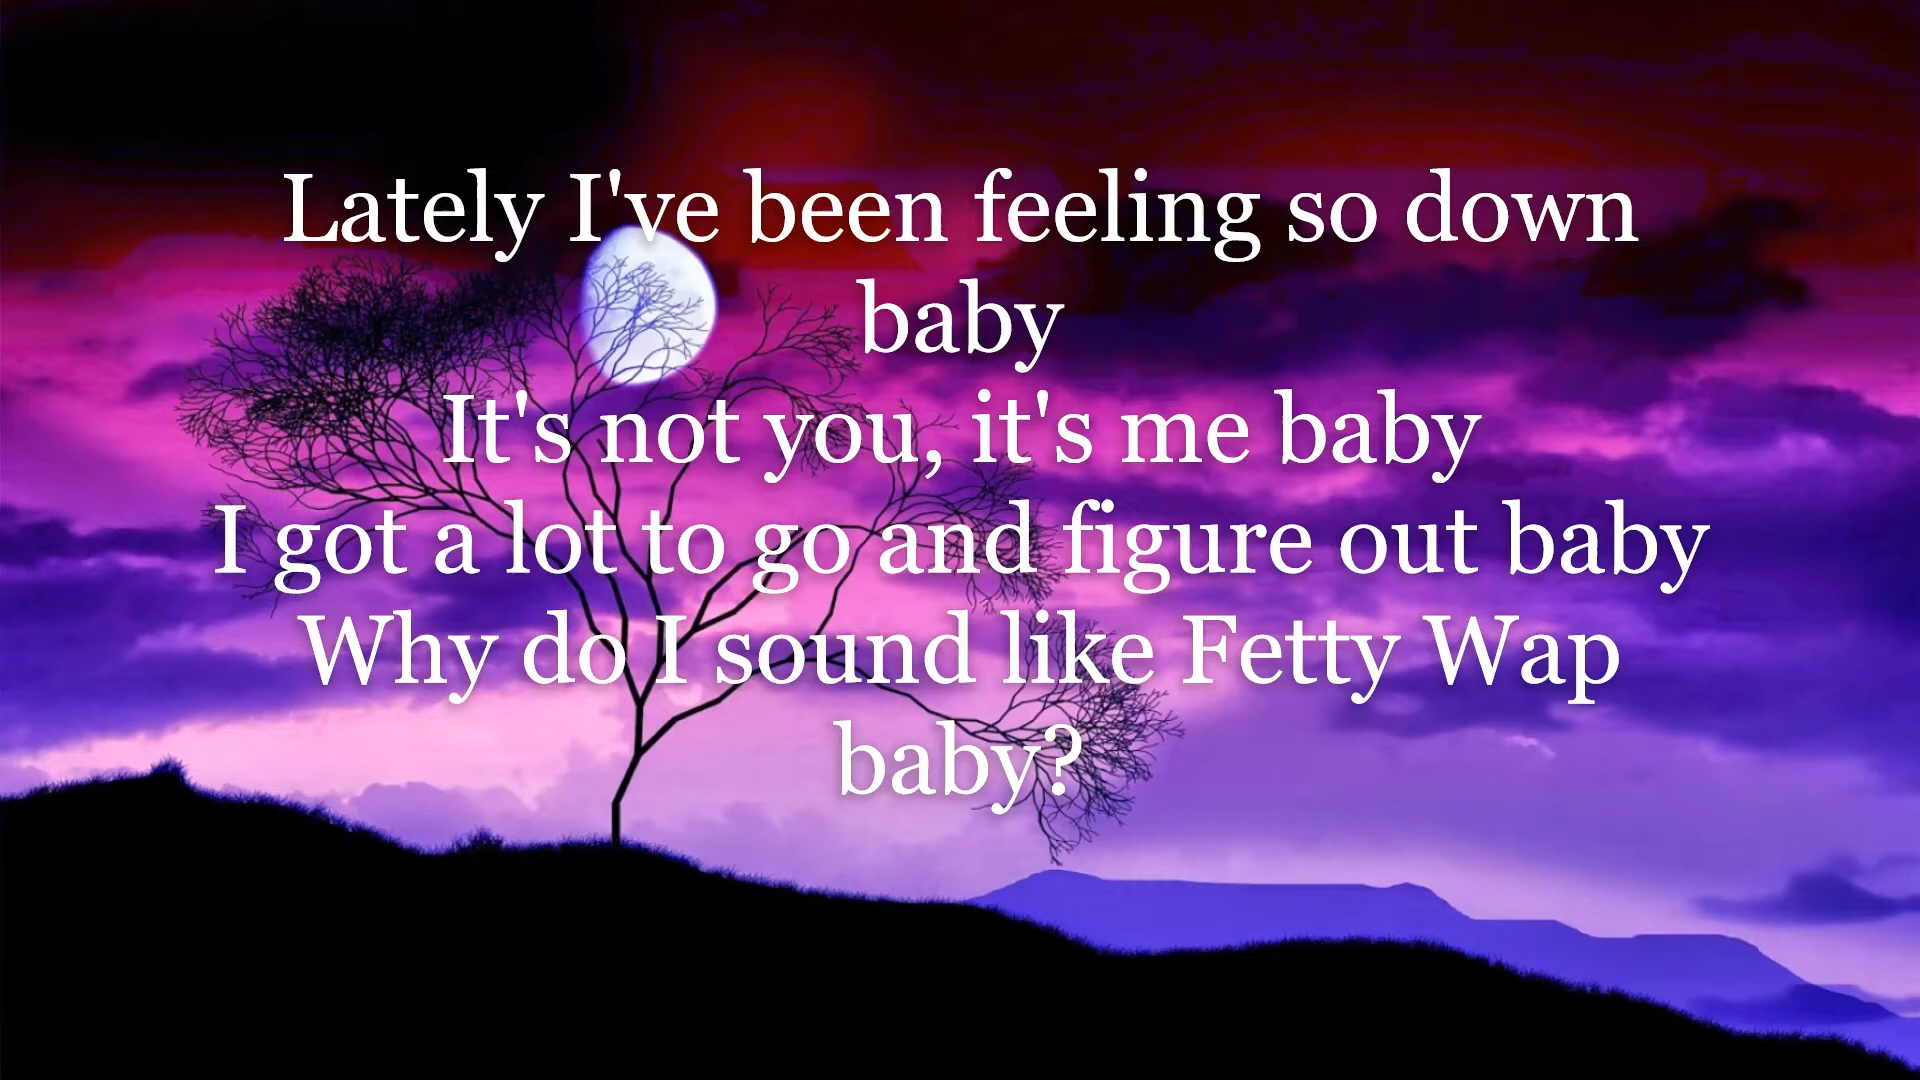 Lately I've been feeling so down
baby
It's not you, it's me baby
I got a lot to go and figure out baby
Why do I sound like Fetty Wap
baby?